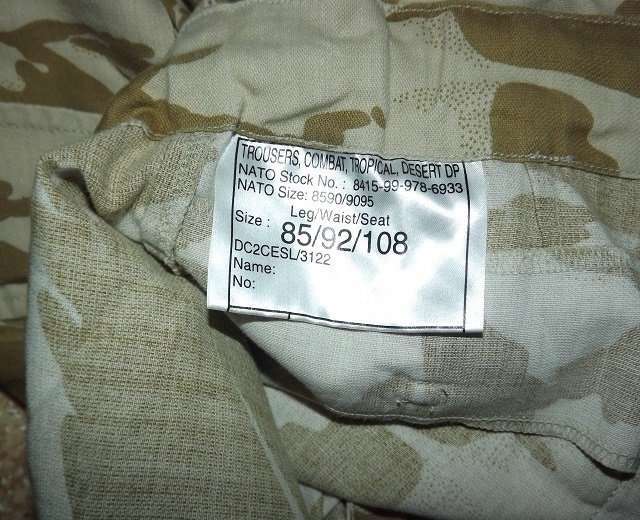 TROUSERS, COMBAT, TROPICAL, DESERT DP
NATO Stock No. : 8415-99-978-6933
NATO Size: 8590/9095
Leg/Waist/Seat
Size : 85/92/108
DC2CESL/3122
Name:
No: